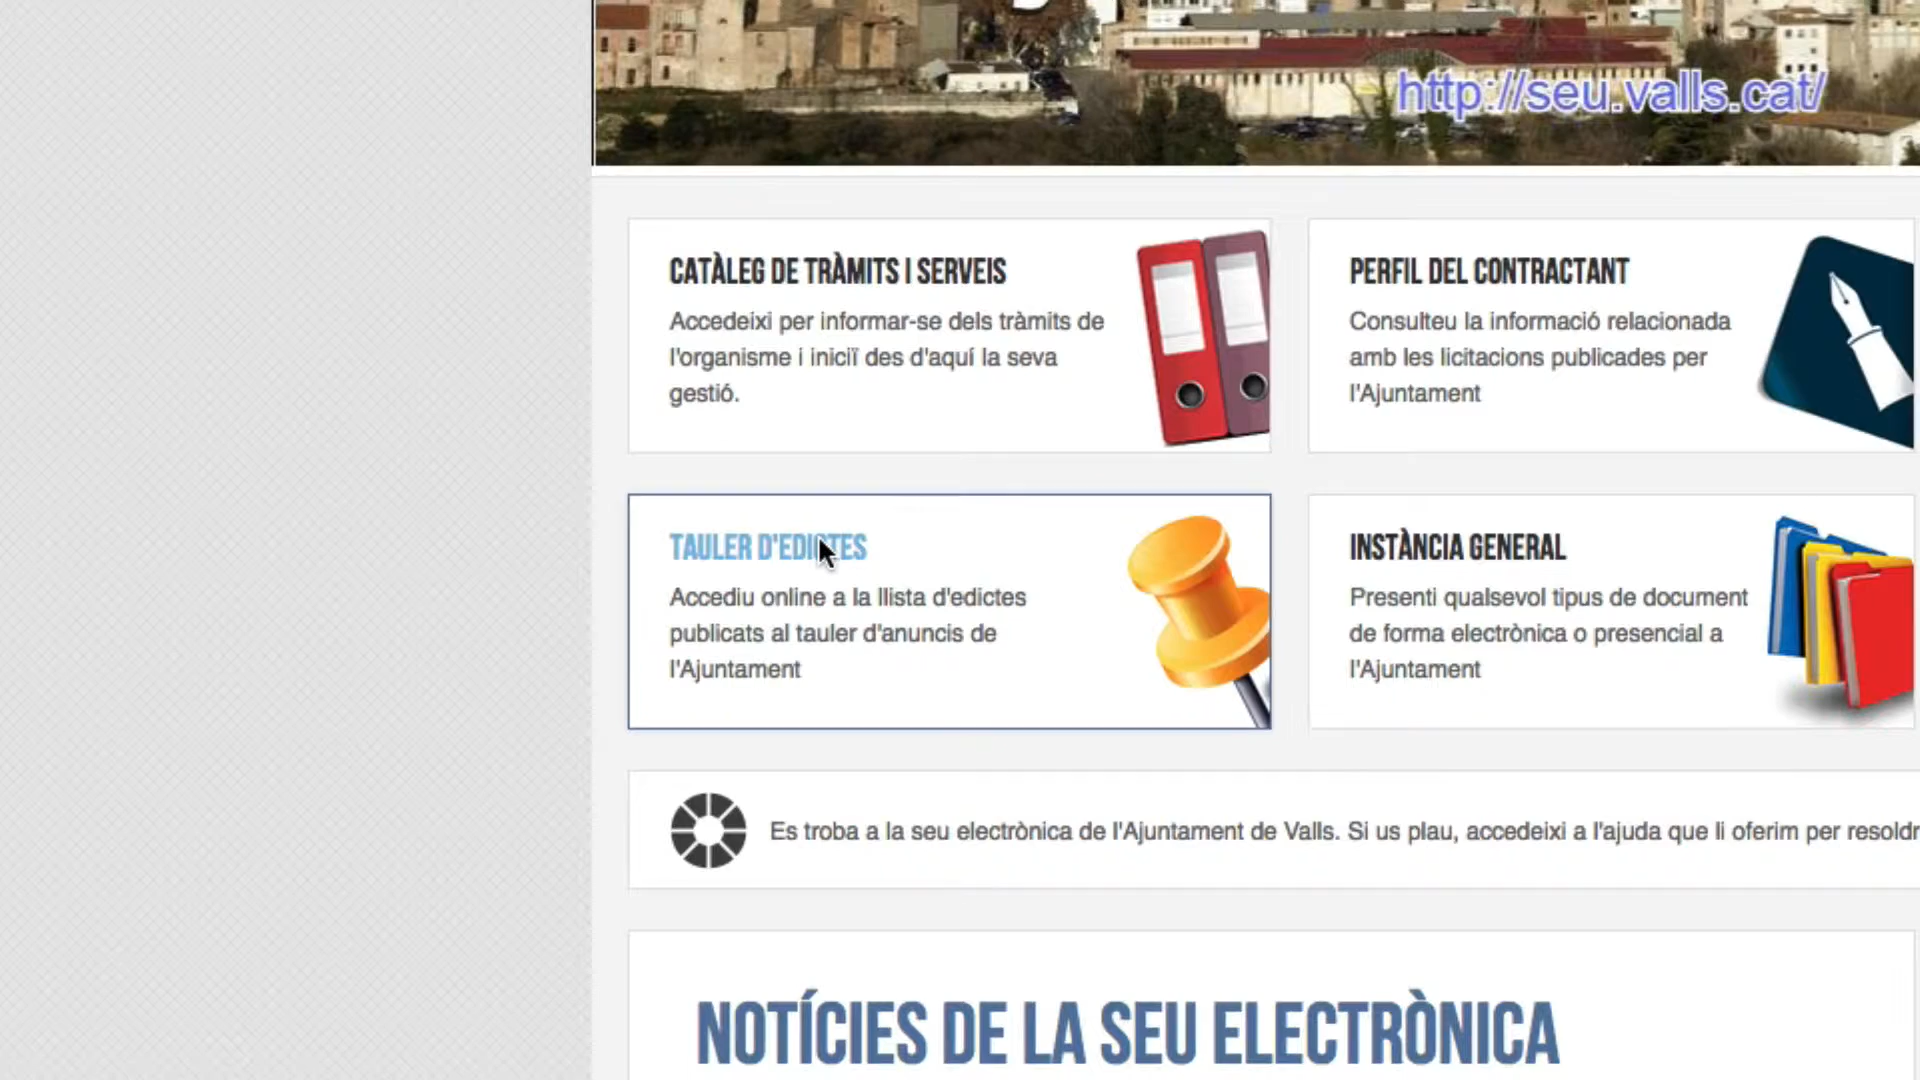 http://seu.valls.cat/
CATÀLEG DE TRÀMITS I SERVEIS
Accedeixi per informar-se dels tràmits de
l'organisme i iniciï des d'aquí la seva
gestió.
PERFIL DEL CONTRACTANT
Consulteu la informació relacionada
amb les licitacions publicades per
l'Ajuntament
TAULER D'EDICTES
Accediu online a la llista d'edictes
publicats al tauler d'anuncis de
l'Ajuntament
INSTÀNCIA GENERAL
Presenti qualsevol tipus de document
de forma electrònica o presencial a
l'Ajuntament
Es troba a la seu electrònica de l'Ajuntament de Valls. Si us plau, accedeixi a l'ajuda que li oferim per
NOTÍCIES DE LA SEU ELECTRÒNICA